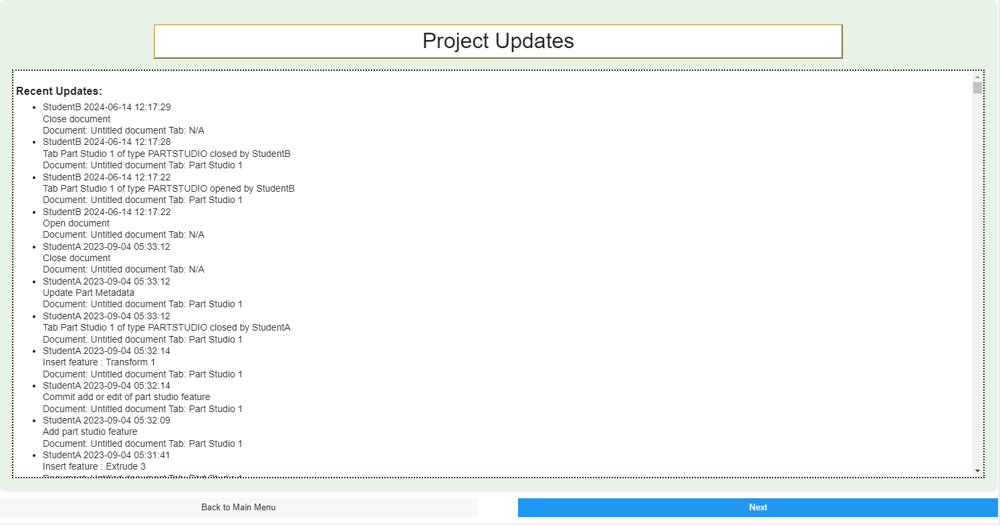 Project Updates
Recent Updates:
StudentB 2024-06-14 12:17:29
Close document
Document: Untitled document Tab: N/A
StudentB 2024-06-14 12:17:28
Tab Part Studio 1 of type PARTSTUDIO closed by StudentB
Document: Untitled document Tab: Part Studio 1
StudentB 2024-06-14 12:17:22
Tab Part Studio 1 of type PARTSTUDIO opened by StudentB
Document: Untitled document Tab: Part Studio 1
StudentB 2024-06-14 12:17:22
Open document
Document: Untitled document Tab: N/A
StudentA 2023-09-04 05:33:12
Close document
Document: Untitled document Tab: N/A
StudentA 2023-09-04 05:33:12
Update Part Metadata
Document: Untitled document Tab: Part Studio 1
StudentA 2023-09-04 05:33:12
Tab Part Studio 1 of type PARTSTUDIO closed by StudentA
Document: Untitled document Tab: Part Studio 1
StudentA 2023-09-04 05:32:14
Insert feature : Transform 1
Document: Untitled document Tab: Part Studio 1
StudentA 2023-09-04 05:32:14
Commit add or edit of part studio feature
Document: Untitled document Tab: Part Studio 1
StudentA 2023-09-04 05:32:09
Add part studio feature
Document: Untitled document Tab: Part Studio 1
StudentA 2023-09-04 05:31:41
Insert feature : Extrude 3
Document: Untitled document Tab: Part Studio 1
Back to Main Menu
Next